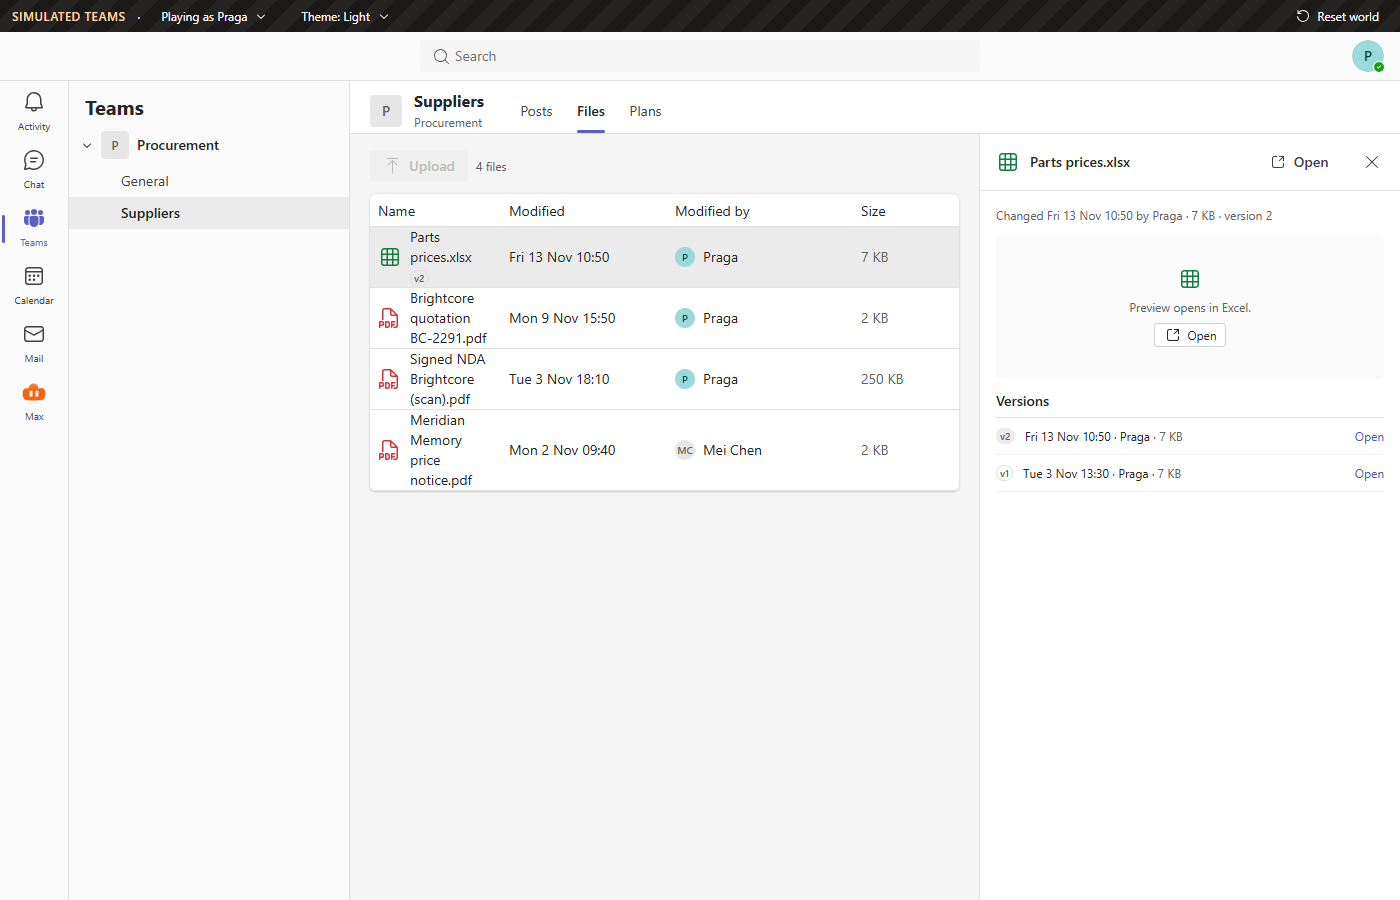 SIMULATED TEAMS · Playing as Praga Theme: Light Reset world
Search
P
Activity
Chat
Teams
Calendar
Mail
Max
Teams
P Procurement
General
Suppliers
P Suppliers
Procurement
Posts Files Plans
Upload 4 files
Name Modified Modified by Size
Parts
prices.xlsx
v2
Fri 13 Nov 10:50 P Praga 7 KB
PDF
Brightcore
quotation
BC-2291.pdf
Mon 9 Nov 15:50 P Praga 2 KB
PDF
Signed NDA
Brightcore
(scan).pdf
Tue 3 Nov 18:10 P Praga 250 KB
PDF
Meridian
Memory
price
notice.pdf
Mon 2 Nov 09:40 MC Mei Chen 2 KB
Parts prices.xlsx Open
Changed Fri 13 Nov 10:50 by Praga · 7 KB · version 2
Preview opens in Excel.
Open
Versions
v2 Fri 13 Nov 10:50 · Praga · 7 KB Open
v1 Tue 3 Nov 13:30 · Praga · 7 KB Open